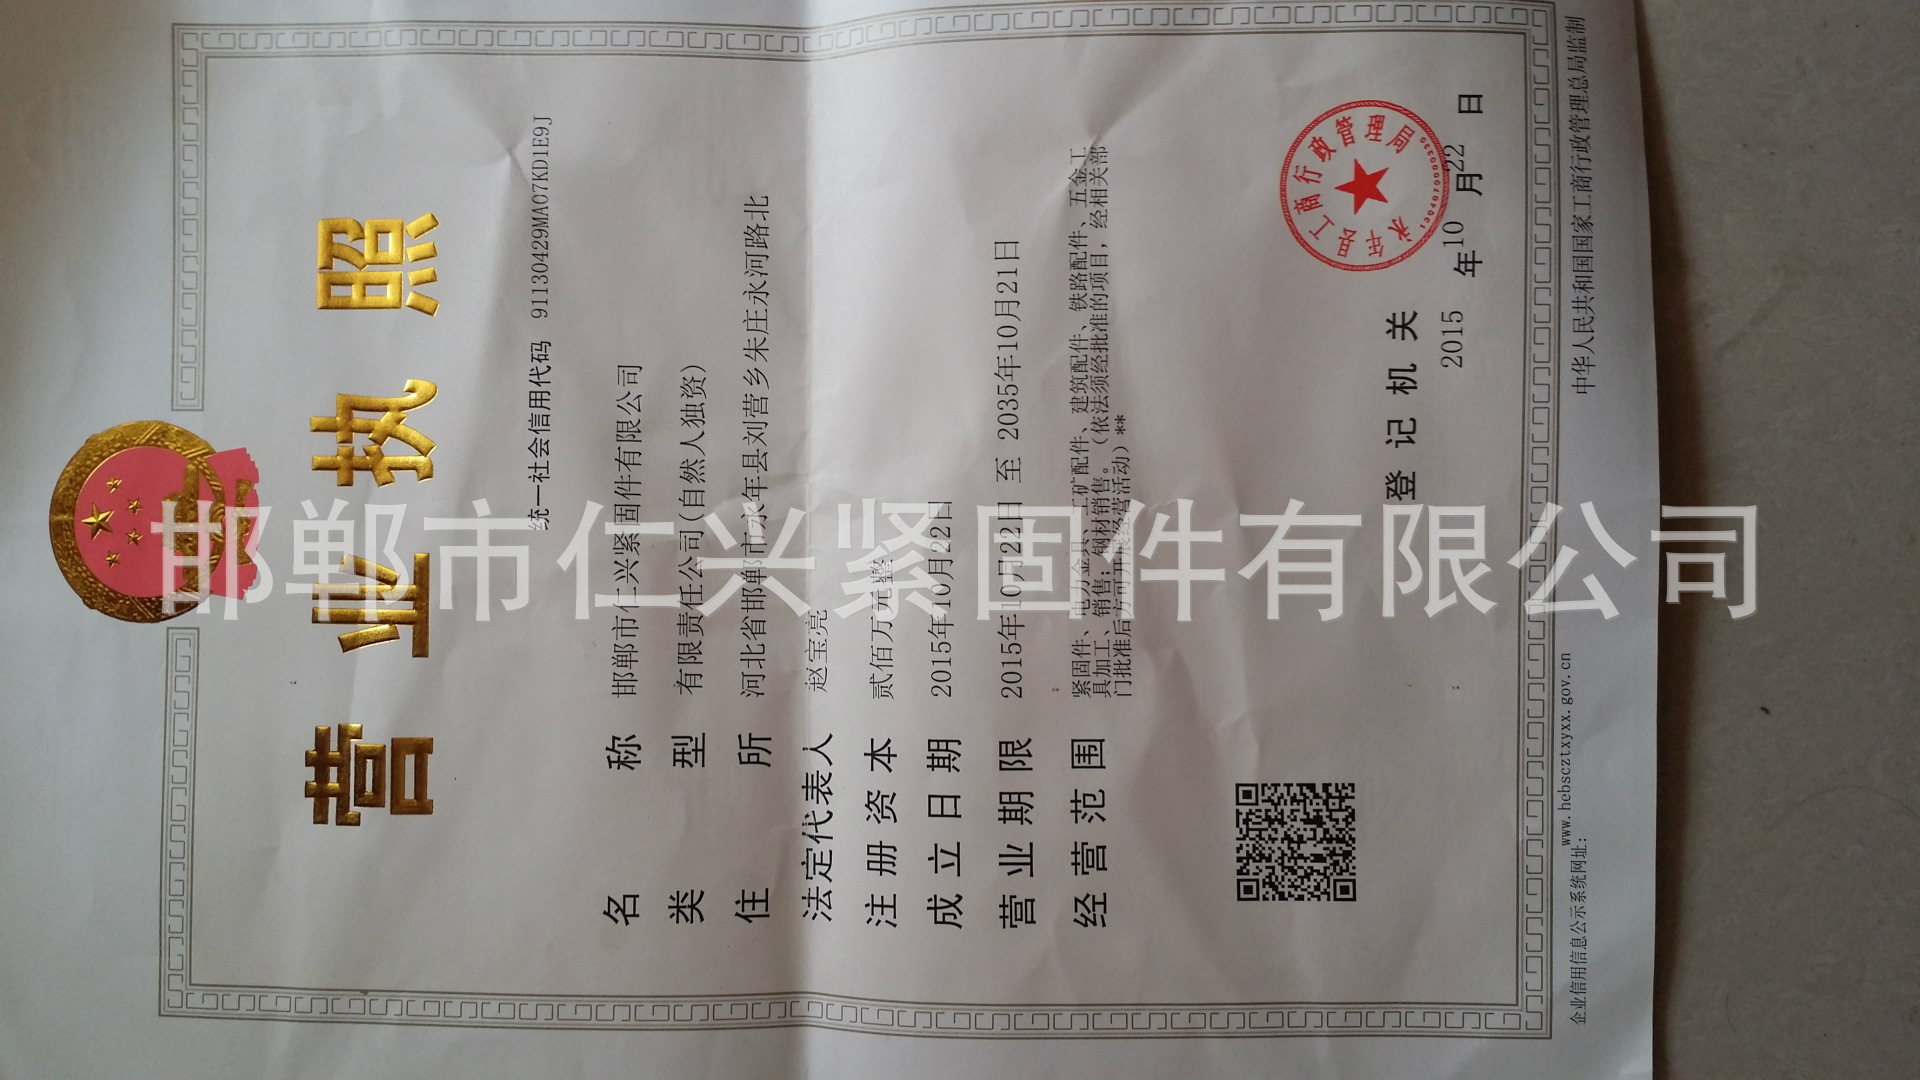 营业执照
统一社会信用代码 91130429MA07KD1E9J
名称 邯郸市仁兴紧固件有限公司
类型 有限责任公司(自然人独资)
住所 河北省邯郸市永年县刘营乡朱庄永河路北
法定代表人 赵宝亮
注册资本 贰佰万元整
成立日期 2015年10月22日
营业期限 2015年10月22日 至 2035年10月21日
经营范围 紧固件、电力金具、工矿配件、建筑配件、铁路配件、五金工
具加工、销售;钢材销售。(依法须经批准的项目,经相关部
门批准后方可开展经营活动)**
登记机关
永年县工商行政管理局
2015 年 10 月 22 日
企业信用信息公示系统网址: www.hebscztxyxx.gov.cn
中华人民共和国国家工商行政管理总局监制
邯郸市仁兴紧固件有限公司